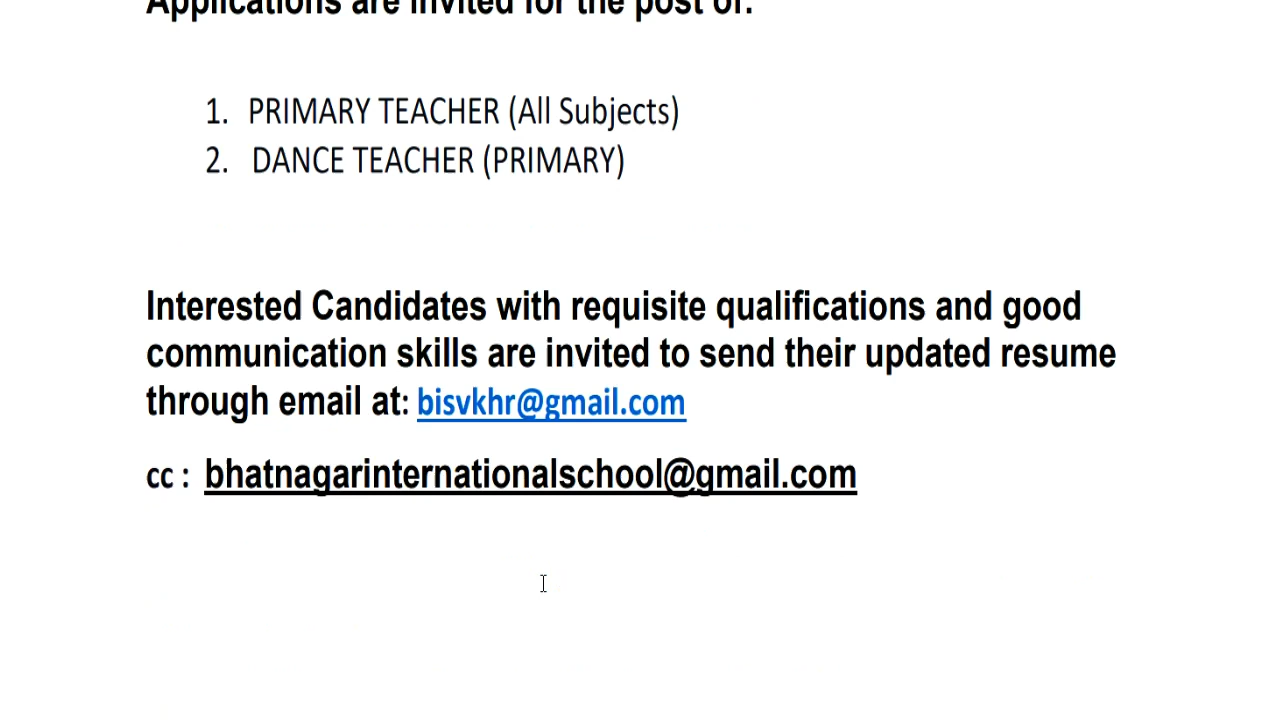 Applications are invited for the post of:
1. PRIMARY TEACHER (All Subjects)
2. DANCE TEACHER (PRIMARY)
Interested Candidates with requisite qualifications and good
communication skills are invited to send their updated resume
through email at: bisvkhr@gmail.com
cc : bhatnagarinternationalschool@gmail.com